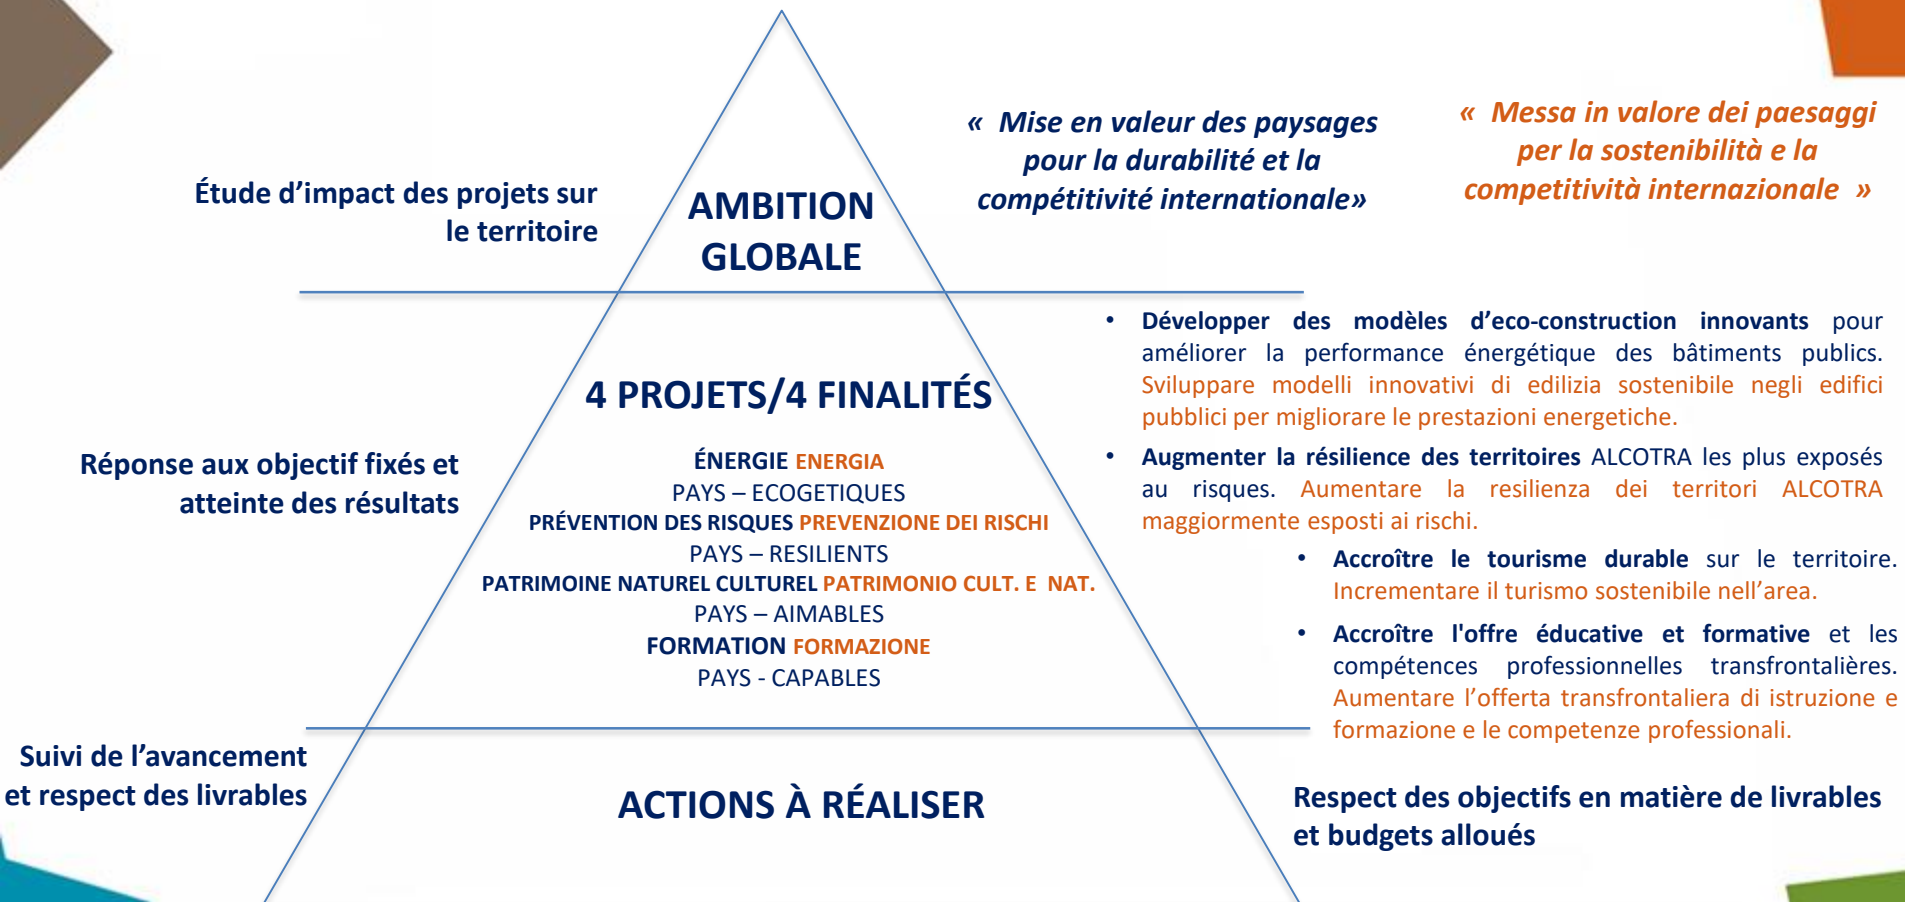 « Mise en valeur des paysages
pour la durabilité et la
compétitivité internationale»
« Messa in valore dei paesaggi
per la sostenibilità e la
competitività internazionale »
Étude d’impact des projets sur
le territoire
AMBITION
GLOBALE
• Développer des modèles d’eco-construction innovants pour
améliorer la performance énergétique des bâtiments publics.
Sviluppare modelli innovativi di edilizia sostenibile negli edifici
pubblici per migliorare le prestazioni energetiche.
4 PROJETS/4 FINALITÉS
Réponse aux objectif fixés et
atteinte des résultats
ÉNERGIE ENERGIA
PAYS – ECOGETIQUES
PRÉVENTION DES RISQUES PREVENZIONE DEI RISCHI
PAYS – RESILIENTS
PATRIMOINE NATUREL CULTUREL PATRIMONIO CULT. E NAT.
PAYS – AIMABLES
FORMATION FORMAZIONE
PAYS - CAPABLES
• Augmenter la résilience des territoires ALCOTRA les plus exposés
au risques. Aumentare la resilienza dei territori ALCOTRA
maggiormente esposti ai rischi.
• Accroître le tourisme durable sur le territoire.
Incrementare il turismo sostenibile nell’area.
• Accroître l'offre éducative et formative et les
compétences professionnelles transfrontalières.
Aumentare l’offerta transfrontaliera di istruzione e
formazione e le competenze professionali.
Suivi de l’avancement
et respect des livrables
ACTIONS À RÉALISER
Respect des objectifs en matière de livrables
et budgets alloués